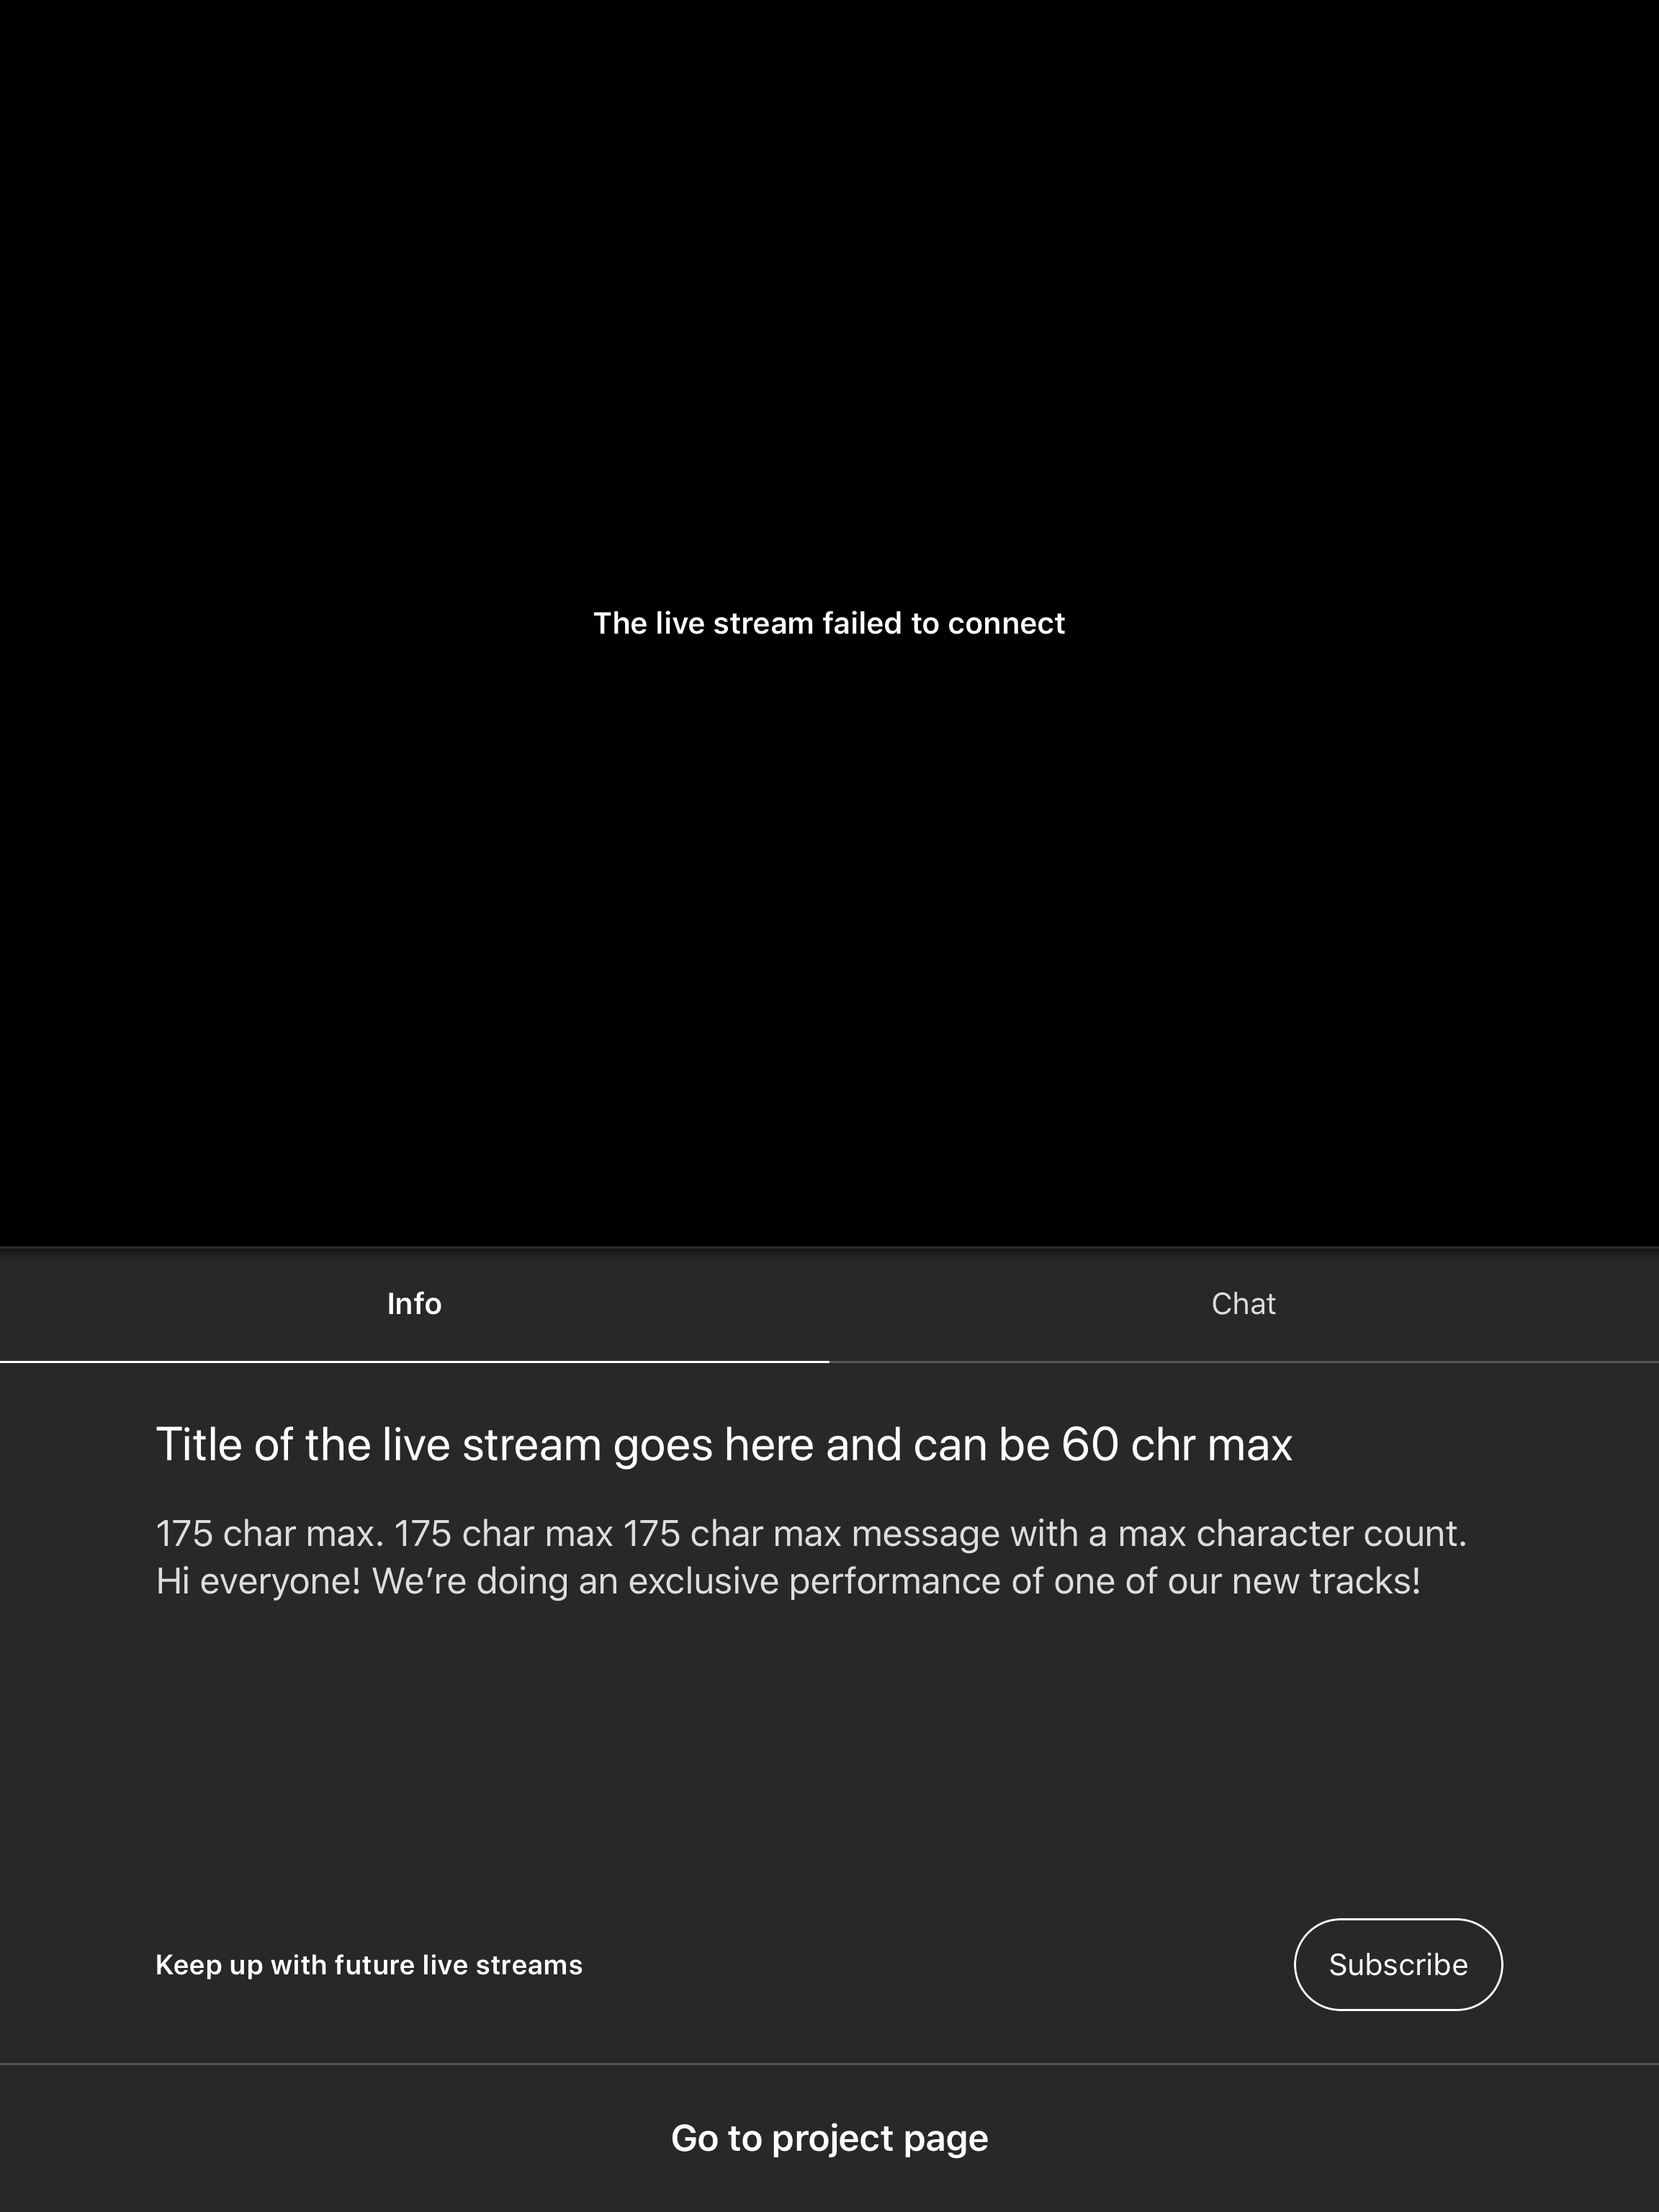 The live stream failed to connect
Info
Chat
Title of the live stream goes here and can be 60 chr max
175 char max. 175 char max 175 char max message with a max character count.
Hi everyone! We’re doing an exclusive performance of one of our new tracks!
Keep up with future live streams
Subscribe
Go to project page